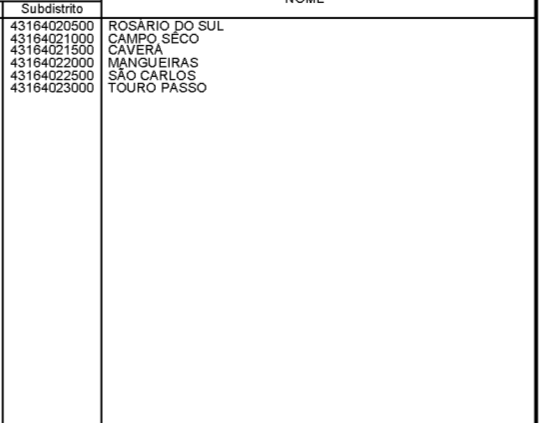 NOME
Subdistrito
43164020500 ROSÁRIO DO SUL
43164021000 CAMPO SÊCO
43164021500 CAVERÁ
43164022000 MANGUEIRAS
43164022500 SÃO CARLOS
43164023000 TOURO PASSO